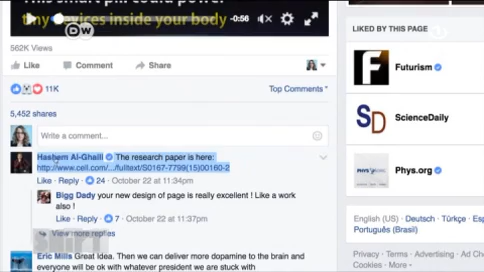 This smart pill could power
tiny devices inside your body
-0:56
DW
562K Views
Like Comment Share
11K
Top Comments
5,452 shares
Write a comment...
Hashem Al-Ghaili The research paper is here:
http://www.cell.com/.../fulltext/S0167-7799(15)00160-2
Like · Reply · 24 · October 22 at 11:34pm
Bigg Dady your new design of page is really excellent ! Like a work
also !
Like · Reply · 7 · October 22 at 11:37pm
View more replies
SHIFT
Eric Mills Great Idea. Then we can deliver more dopamine to the brain and
everyone will be ok with whatever president we are stuck with
LIKED BY THIS PAGE
Futurism
ScienceDaily
Phys.org
English (US) · Deutsch · Türkçe · Esp
Português (Brasil)
Privacy · Terms · Advertising · Ad Ch
Cookies · More